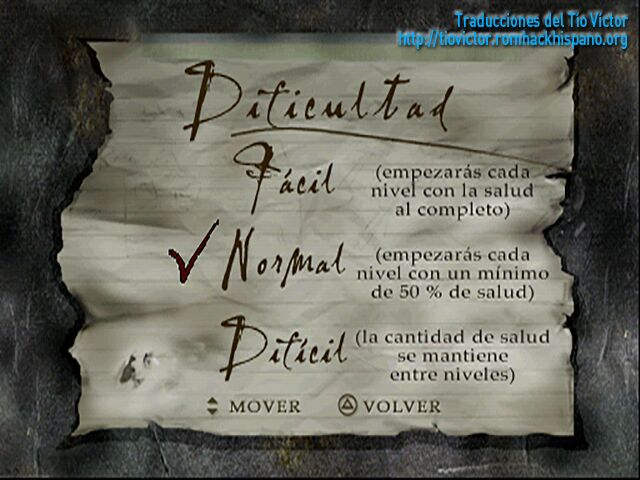 Traducciones del Tío Víctor
http://tiovictor.romhackhispano.org
Dificultad
Fácil
(empezarás cada
nivel con la salud
al completo)
Normal
(empezarás cada
nivel con un mínimo
de 50 % de salud)
Difícil
(la cantidad de salud
se mantiene
entre niveles)
MOVER VOLVER